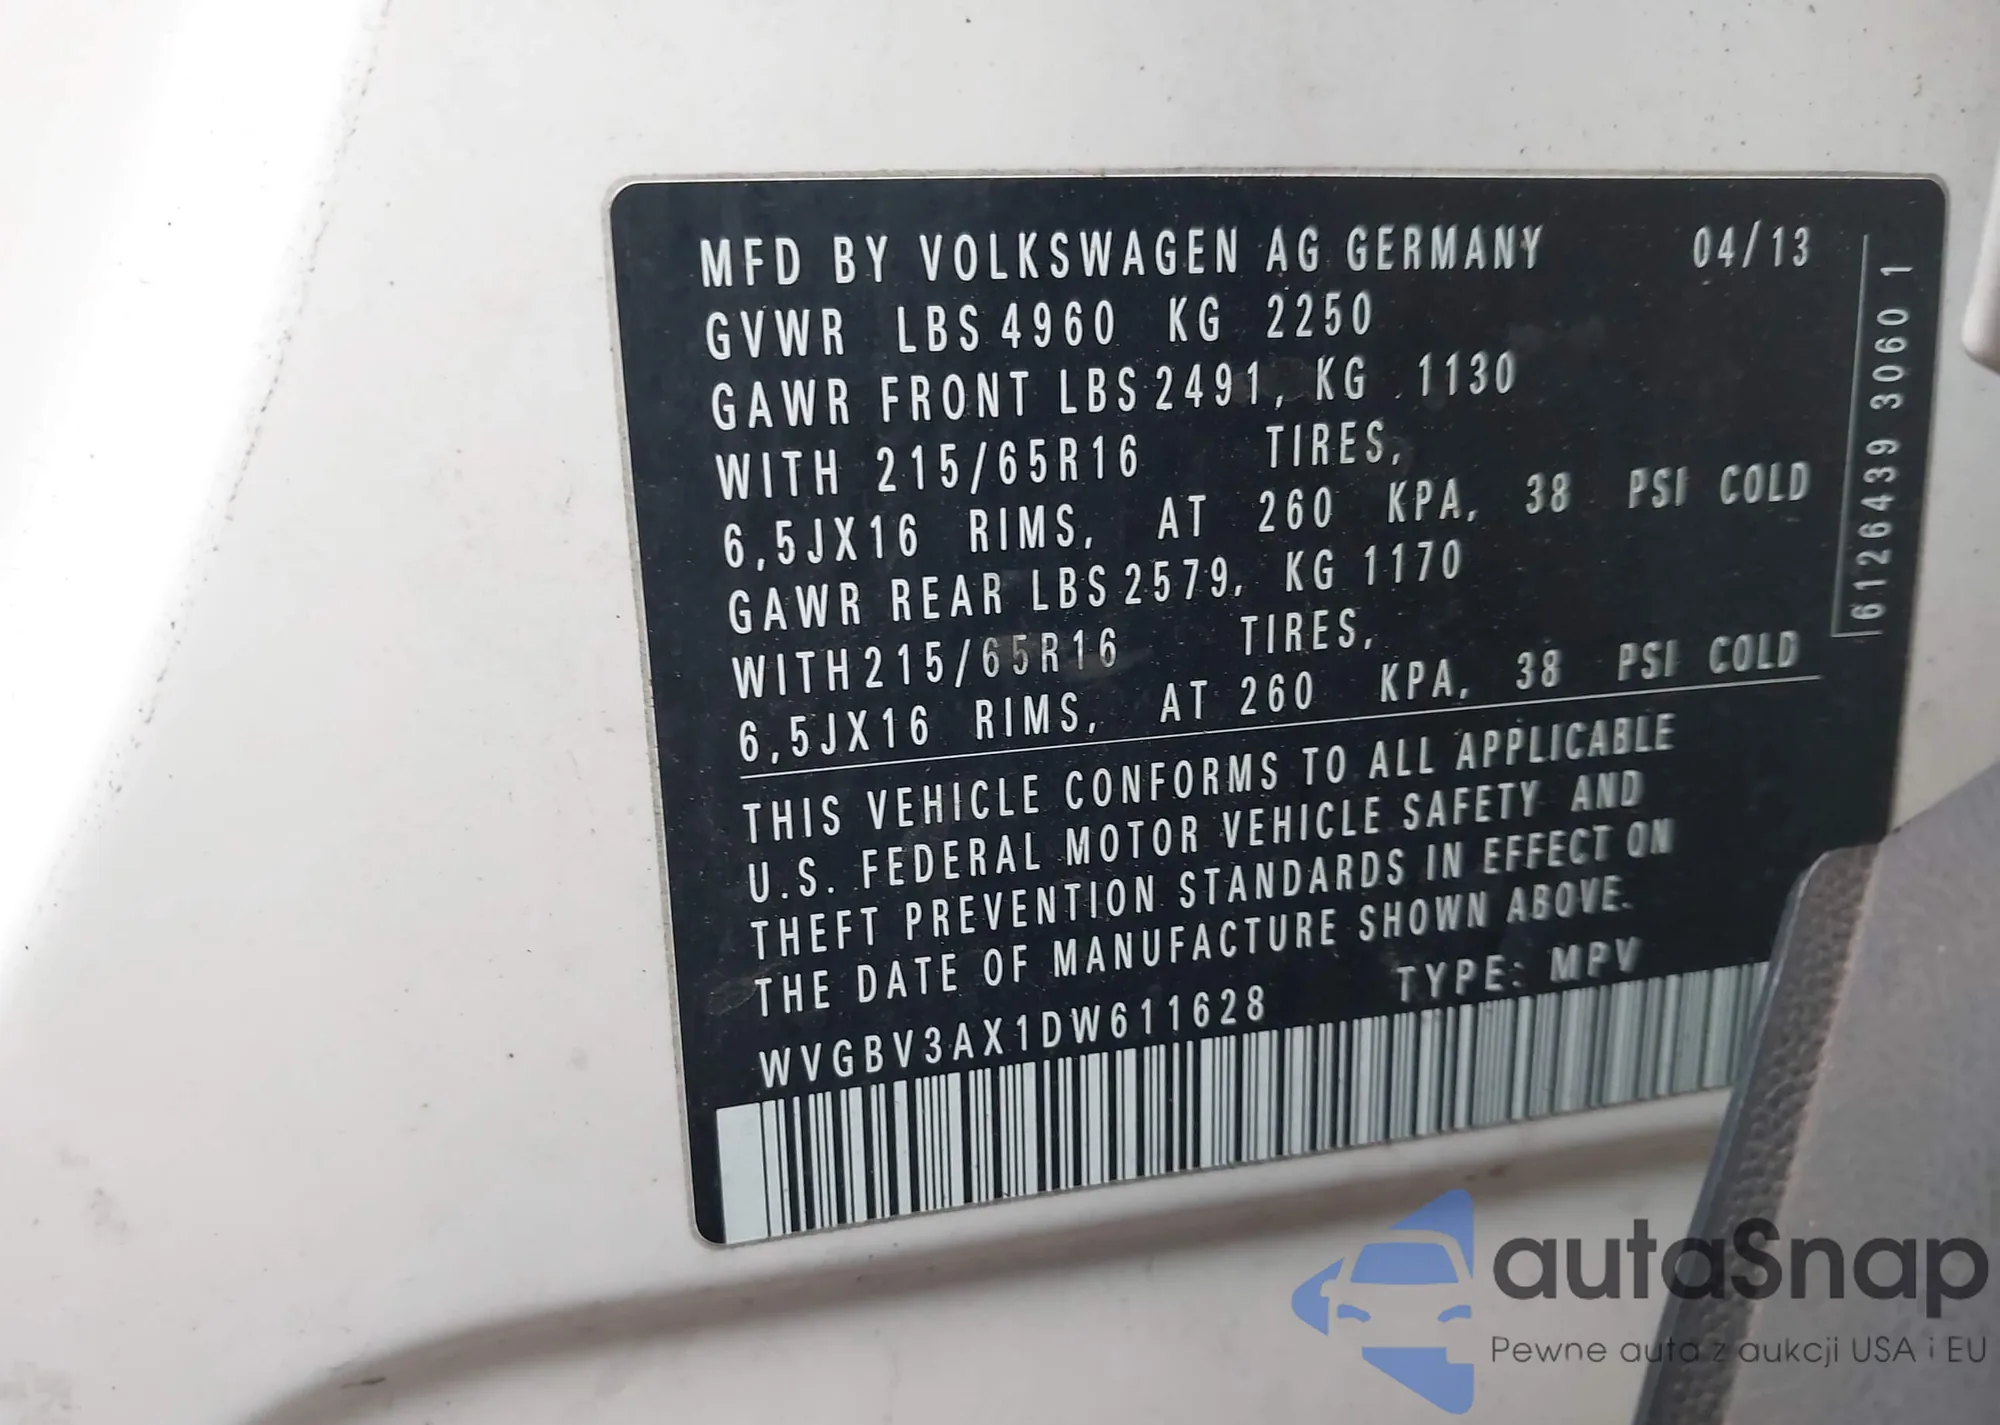 MFD BY VOLKSWAGEN AG GERMANY 04/13
GVWR LBS 4960 KG 2250
GAWR FRONT LBS 2491, KG 1130
WITH 215/65R16 TIRES,
6,5JX16 RIMS, AT 260 KPA, 38 PSI COLD
GAWR REAR LBS 2579, KG 1170
WITH 215/65R16 TIRES,
6,5JX16 RIMS, AT 260 KPA, 38 PSI COLD
THIS VEHICLE CONFORMS TO ALL APPLICABLE
U.S. FEDERAL MOTOR VEHICLE SAFETY AND
THEFT PREVENTION STANDARDS IN EFFECT ON
THE DATE OF MANUFACTURE SHOWN ABOVE.
WVGBV3AX1DW611628 TYPE: MPV
6126439 3060 1
autaSnap
Pewne auta z aukcji USA i EU